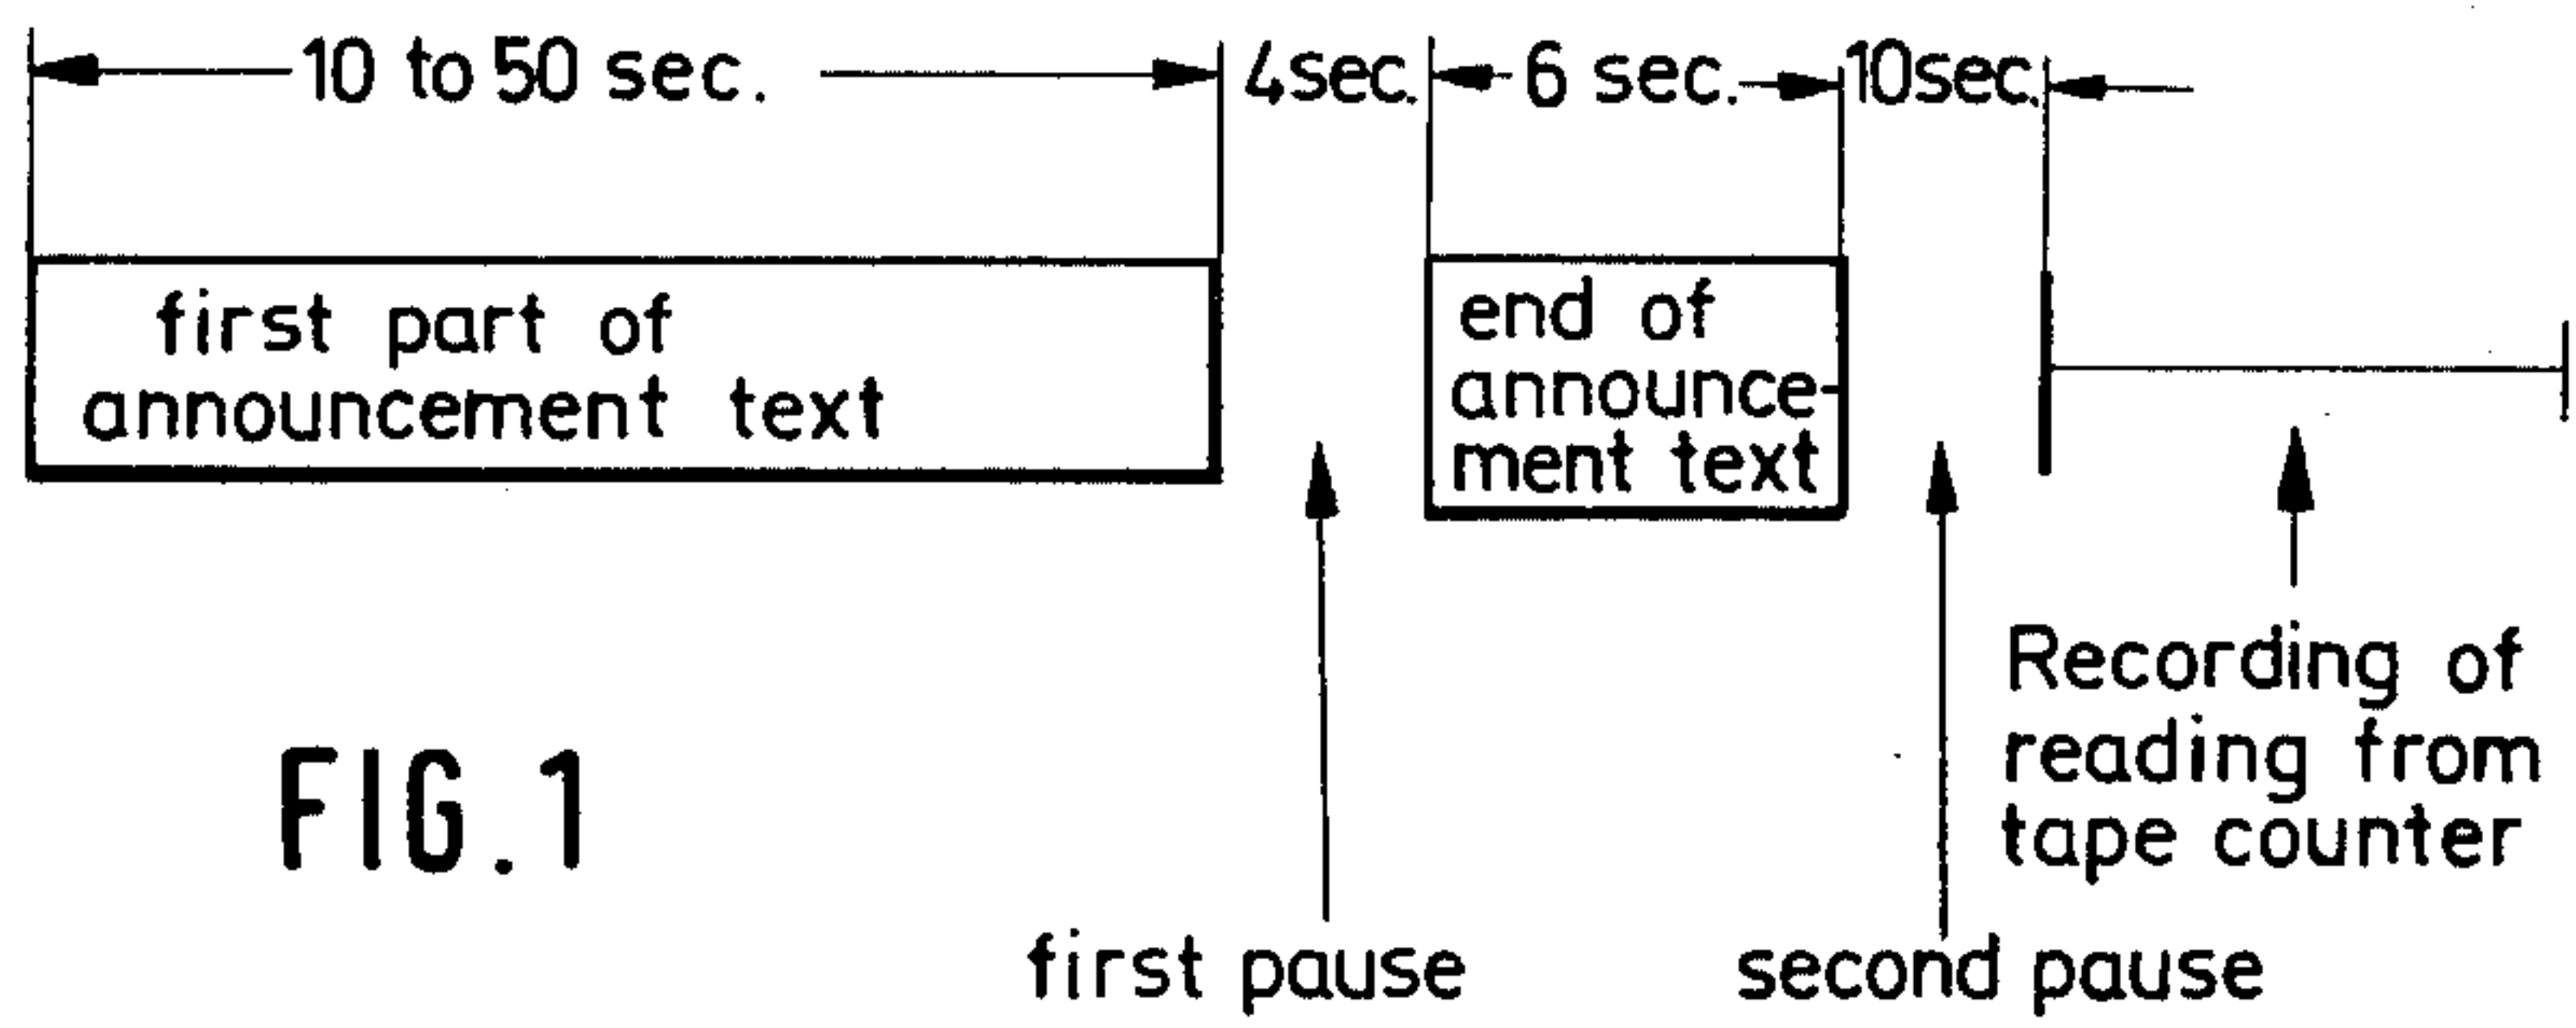 10 to 50 sec. 4sec. 6 sec. 10sec.
first part of
announcement text
end of
announce-
ment text
Recording of
reading from
tape counter
FIG.1
first pause
second pause